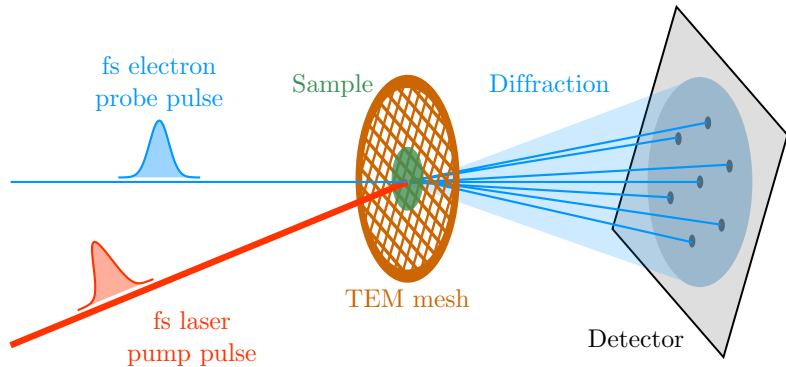 fs electron
probe pulse
Sample
Diffraction
TEM mesh
fs laser
pump pulse
Detector